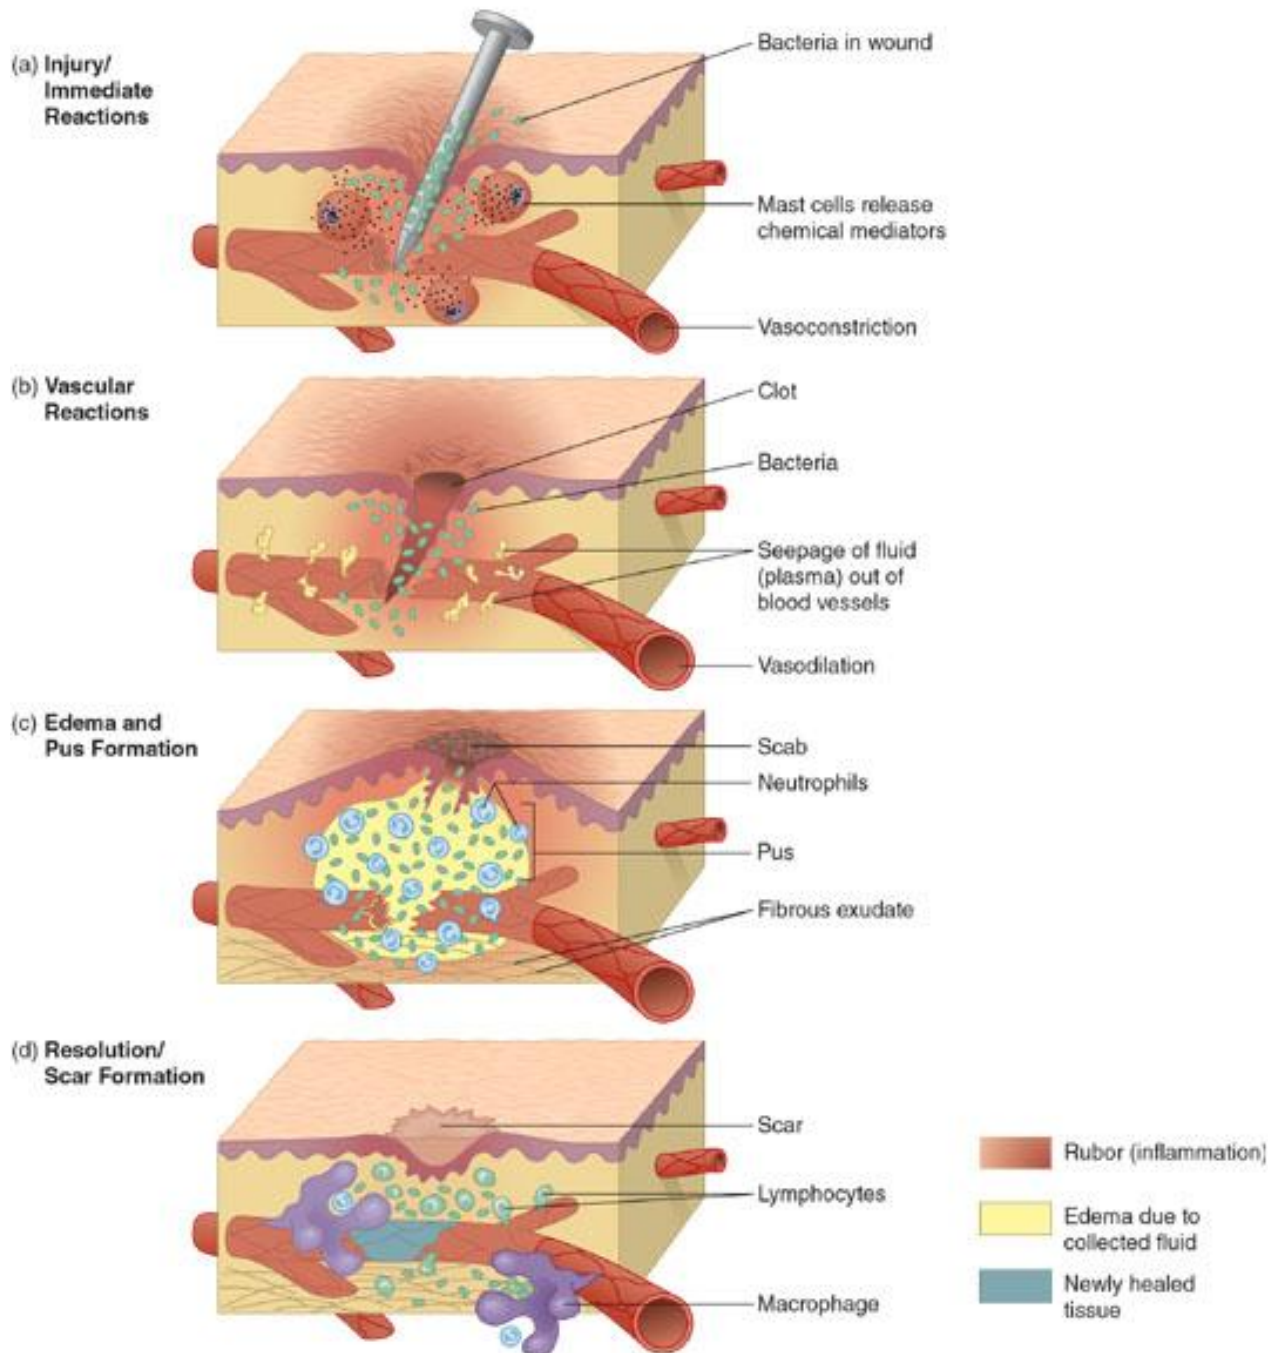 (a) Injury/
Immediate
Reactions
Bacteria in wound
Mast cells release
chemical mediators
Vasoconstriction
(b) Vascular
Reactions
Clot
Bacteria
Seepage of fluid
(plasma) out of
blood vessels
Vasodilation
(c) Edema and
Pus Formation
Scab
Neutrophils
Pus
Fibrous exudate
(d) Resolution/
Scar Formation
Scar
Lymphocytes
Macrophage
Rubor (inflammation)
Edema due to
collected fluid
Newly healed
tissue